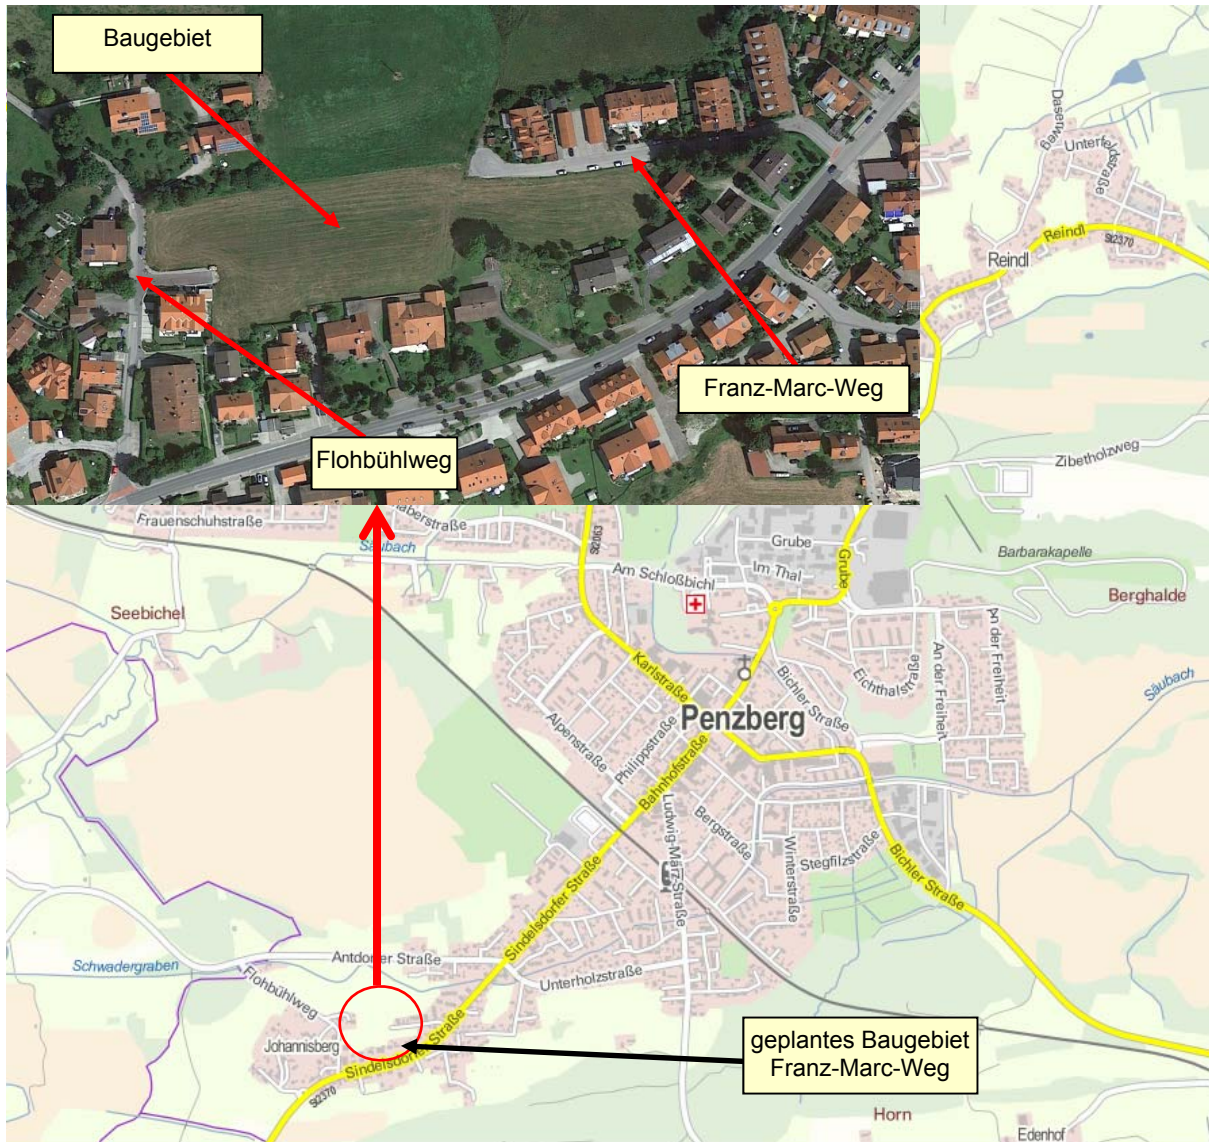 Baugebiet
Franz-Marc-Weg
Flohbühlweg
Daserweg
Unterfeldstraße
Reindl
St2370
Reindl
Zibetholzweg
Frauenschuhstraße
haberstraße
Säubach
St2063
Am Schloßbichl
Grube
Im Thal
Grube
Barbarakapelle
Berghalde
Seebichel
An der Freiheit
An der Freiheit
Eichthalstraße
Bichler Straße
Säubach
Karlstraße
Penzberg
Alpenstraße
Philippstraße
Bahnhofstraße
Ludwig-März-Straße
Bergstraße
Winterstraße
Stegfilzstraße
Bichler Straße
Sindelsdorfer Straße
Antdorfer Straße
Schwadergraben
Flohbühlweg
Unterholzstraße
Johannisberg
Sindelsdorfer Straße
St2370
geplantes Baugebiet
Franz-Marc-Weg
Horn
Edenhof